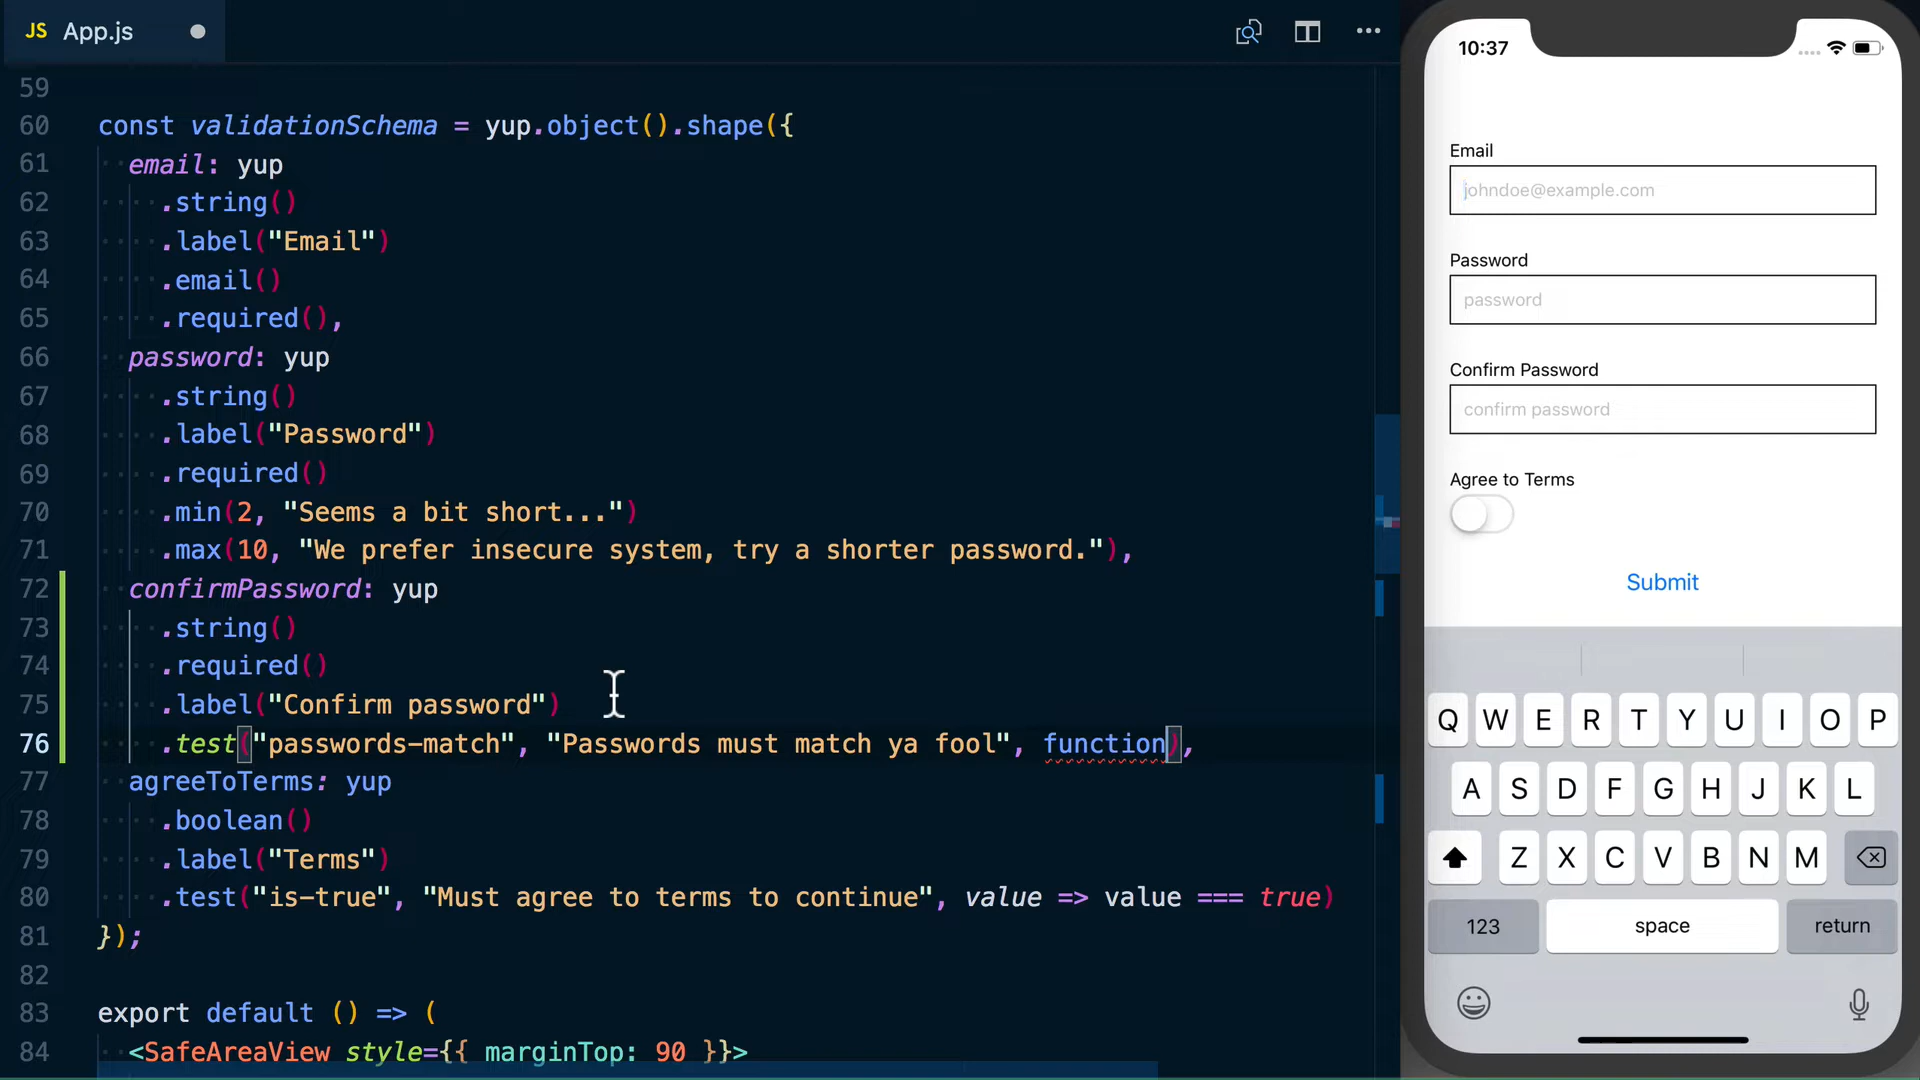 JS App.js
59
60 const validationSchema = yup.object().shape({
61 email: yup
62 .string()
63 .label("Email")
64 .email()
65 .required(),
66 password: yup
67 .string()
68 .label("Password")
69 .required()
70 .min(2, "Seems a bit short...")
71 .max(10, "We prefer insecure system, try a shorter password."),
72 confirmPassword: yup
73 .string()
74 .required()
75 .label("Confirm password")
76 .test("passwords-match", "Passwords must match ya fool", function),
77 agreeToTerms: yup
78 .boolean()
79 .label("Terms")
80 .test("is-true", "Must agree to terms to continue", value => value === true)
81 });
82
83 export default () => (
84 <SafeAreaView style={{ marginTop: 90 }}>
10:37
Email
johndoe@example.com
Password
password
Confirm Password
confirm password
Agree to Terms
Submit
Q W E R T Y U I O P
A S D F G H J K L
Z X C V B N M
123 space return